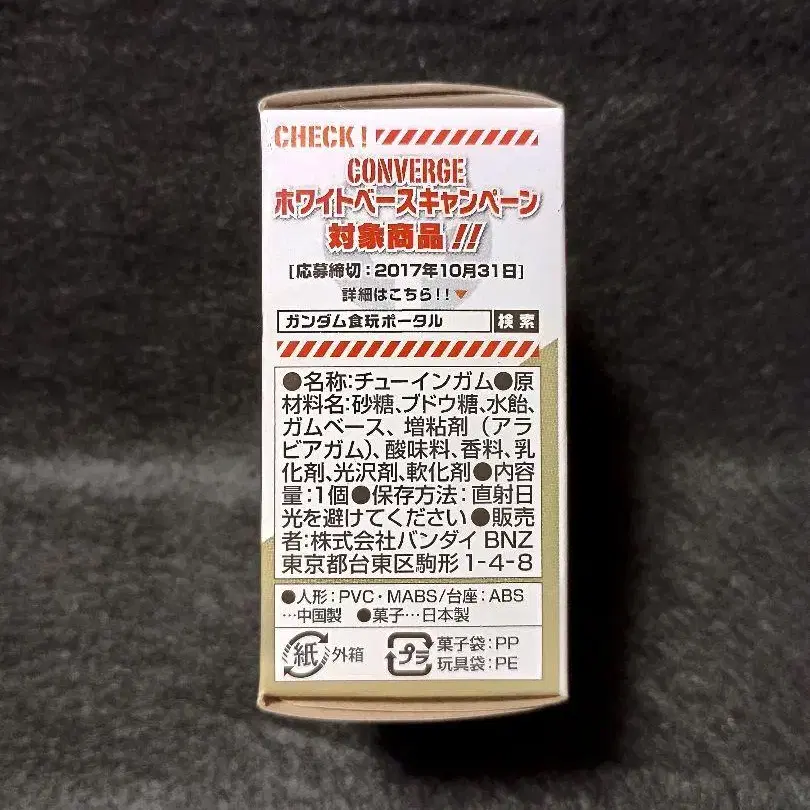 CHECK!
CONVERGE
ホワイトベースキャンペーン
対象商品!!
[応募締切:2017年10月31日]
詳細はこちら!!▼
ガンダム食玩ポータル 検索
●名称:チューインガム●原
材料名:砂糖、ブドウ糖、水飴、
ガムベース、増粘剤(アラ
ビアガム)、酸味料、香料、乳
化剤、光沢剤、軟化剤●内容
量:1個●保存方法:直射日
光を避けてください●販売
者:株式会社バンダイ BNZ
東京都台東区駒形1-4-8
●人形:PVC・MABS/台座:ABS
…中国製 ●菓子…日本製
紙 外箱 プラ 菓子袋:PP
玩具袋:PE